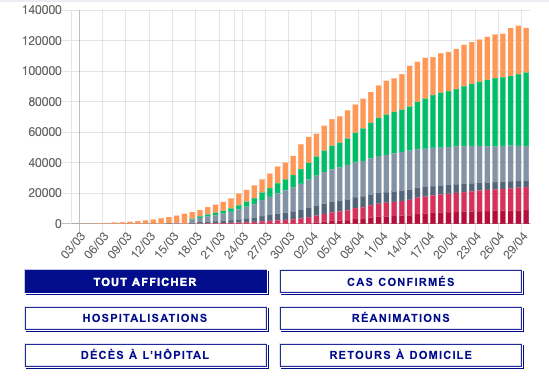 140000
120000
100000
80000
60000
40000
20000
0
03/03 06/03 09/03 12/03 15/03 18/03 21/03 24/03 27/03 30/03 02/04 05/04 08/04 11/04 14/04 17/04 20/04 23/04 26/04 29/04
TOUT AFFICHER CAS CONFIRMÉS
HOSPITALISATIONS RÉANIMATIONS
DÉCÈS À L'HÔPITAL RETOURS À DOMICILE